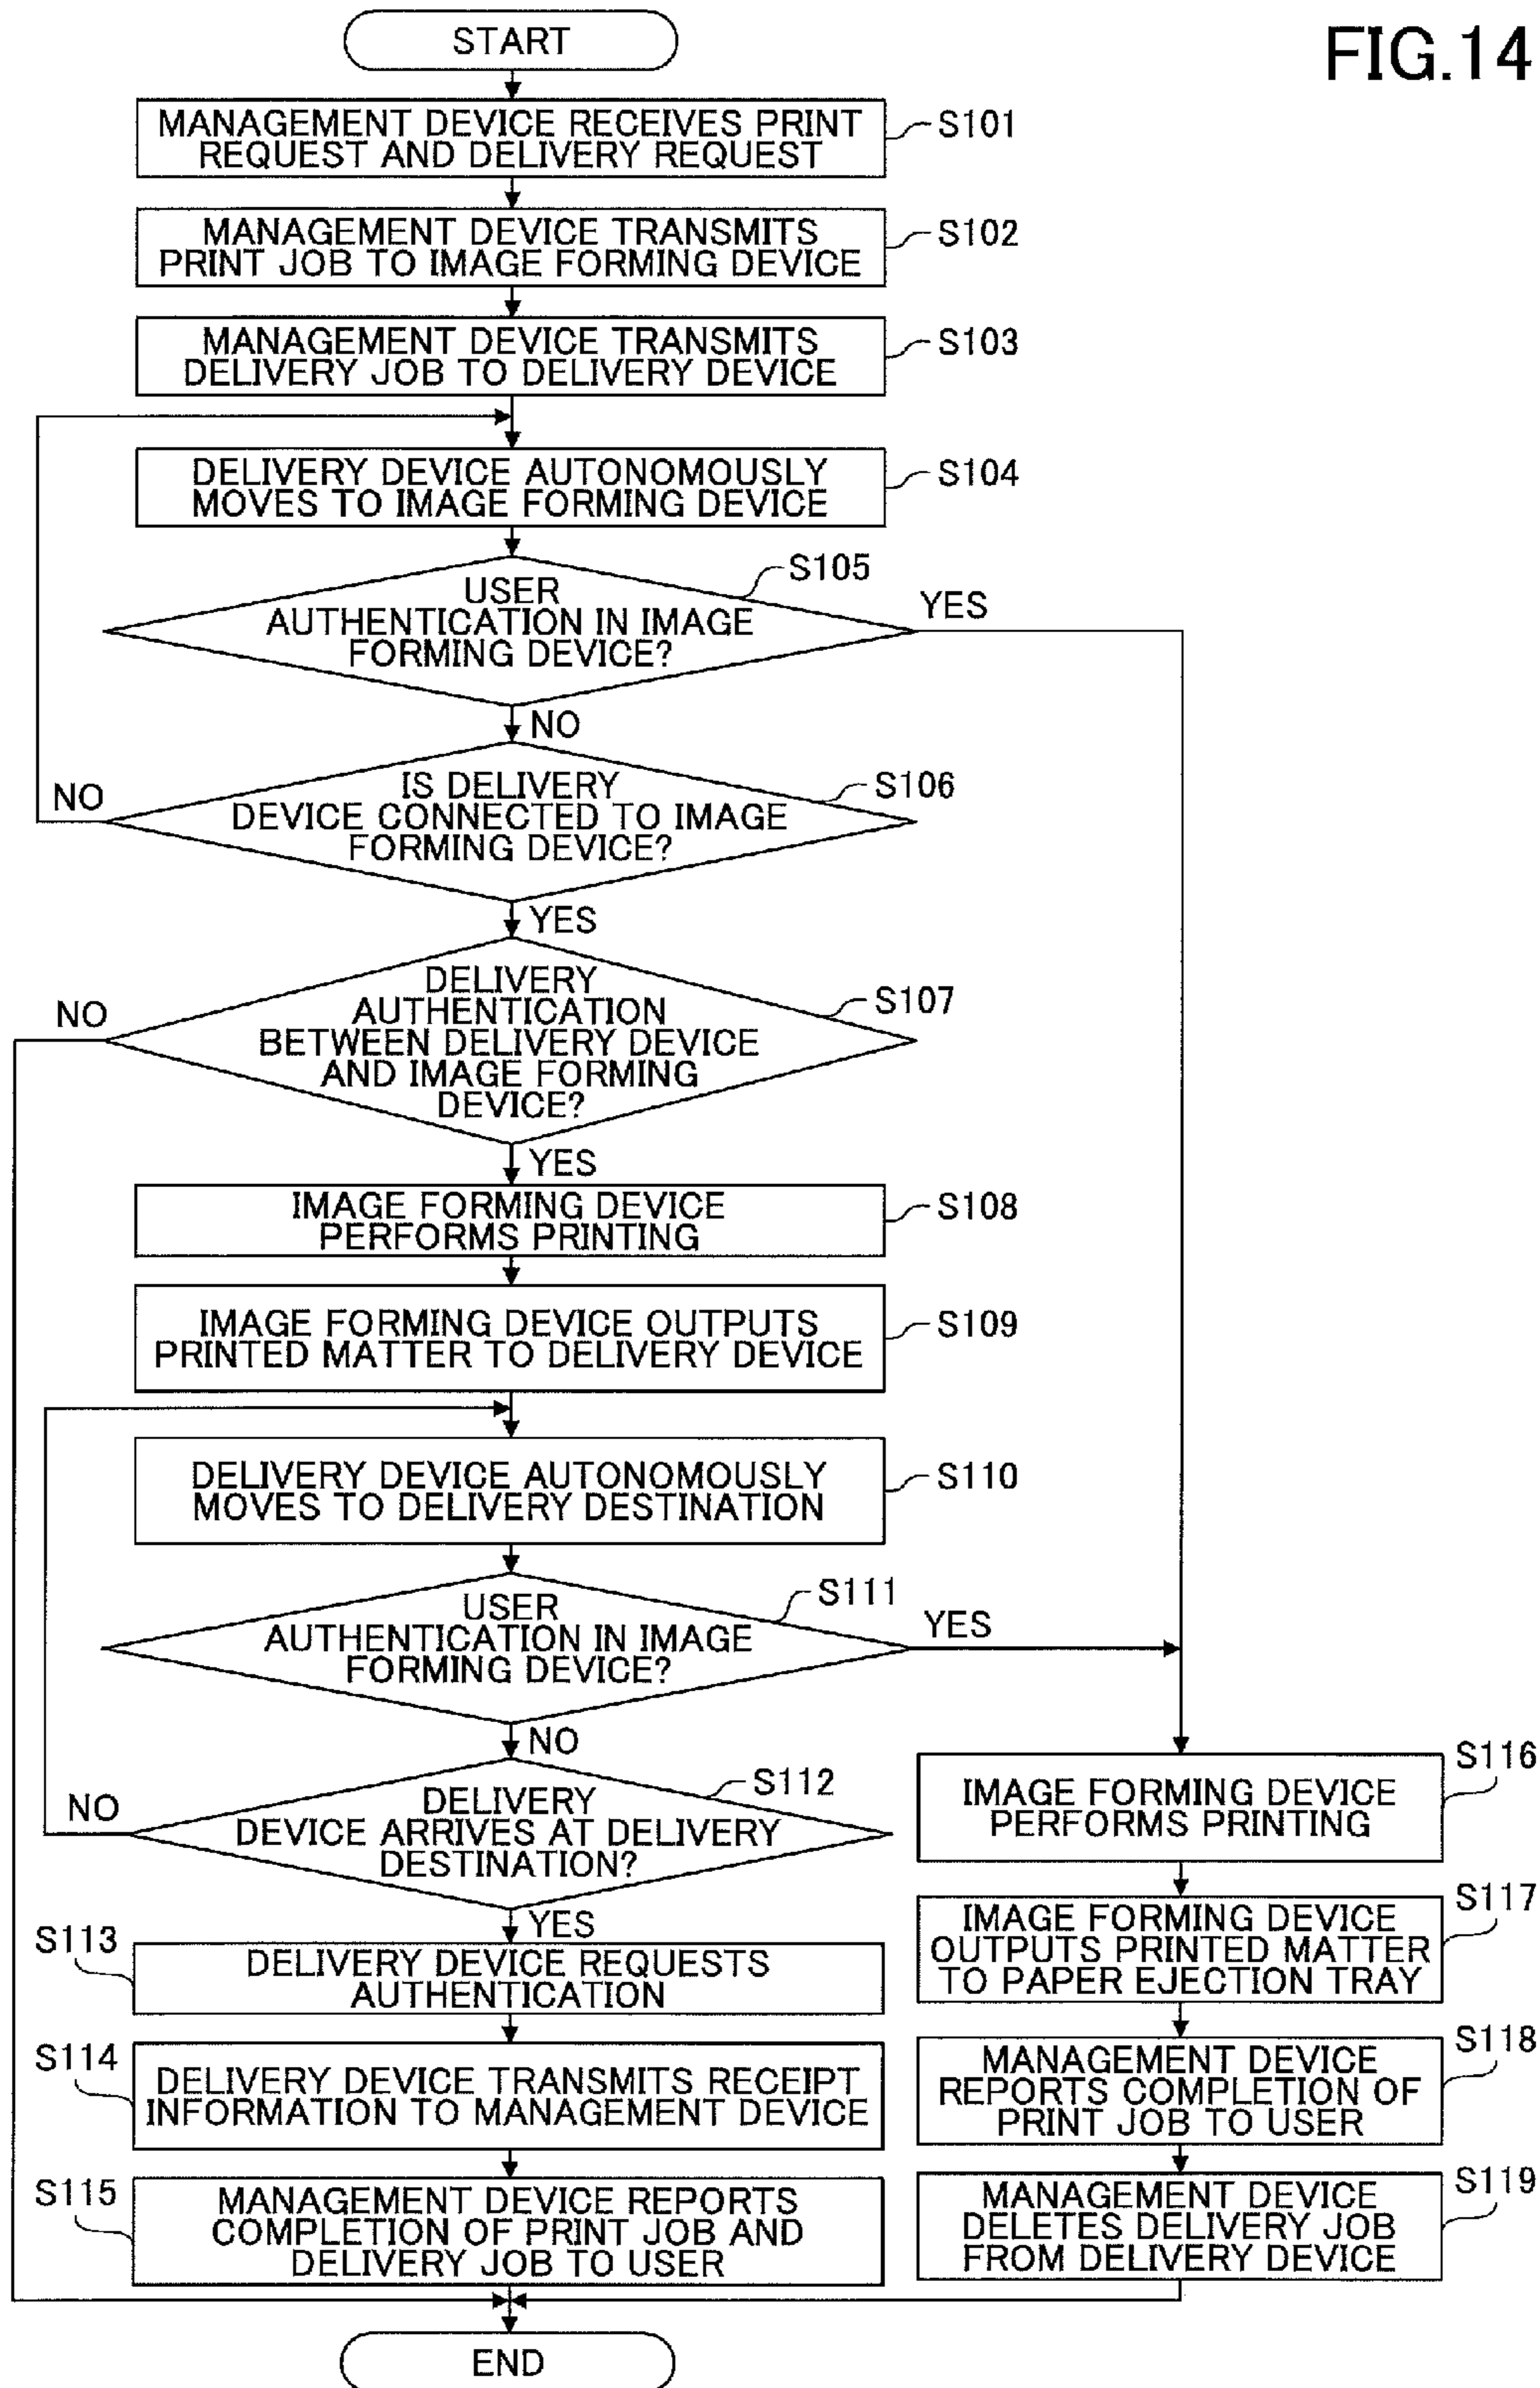 FIG.14
START
MANAGEMENT DEVICE RECEIVES PRINT
REQUEST AND DELIVERY REQUEST
S101
MANAGEMENT DEVICE TRANSMITS
PRINT JOB TO IMAGE FORMING DEVICE
S102
MANAGEMENT DEVICE TRANSMITS
DELIVERY JOB TO DELIVERY DEVICE
S103
DELIVERY DEVICE AUTONOMOUSLY
MOVES TO IMAGE FORMING DEVICE
S104
USER
AUTHENTICATION IN IMAGE
FORMING DEVICE?
S105
YES
NO
IS DELIVERY
DEVICE CONNECTED TO IMAGE
FORMING DEVICE?
S106
NO
YES
DELIVERY
AUTHENTICATION
BETWEEN DELIVERY DEVICE
AND IMAGE FORMING
DEVICE?
S107
NO
YES
IMAGE FORMING DEVICE
PERFORMS PRINTING
S108
IMAGE FORMING DEVICE OUTPUTS
PRINTED MATTER TO DELIVERY DEVICE
S109
DELIVERY DEVICE AUTONOMOUSLY
MOVES TO DELIVERY DESTINATION
S110
USER
AUTHENTICATION IN IMAGE
FORMING DEVICE?
S111
YES
NO
DELIVERY
DEVICE ARRIVES AT DELIVERY
DESTINATION?
S112
NO
YES
S113
DELIVERY DEVICE REQUESTS
AUTHENTICATION
S114
DELIVERY DEVICE TRANSMITS RECEIPT
INFORMATION TO MANAGEMENT DEVICE
S115
MANAGEMENT DEVICE REPORTS
COMPLETION OF PRINT JOB AND
DELIVERY JOB TO USER
S116
IMAGE FORMING DEVICE
PERFORMS PRINTING
S117
IMAGE FORMING DEVICE
OUTPUTS PRINTED MATTER
TO PAPER EJECTION TRAY
S118
MANAGEMENT DEVICE
REPORTS COMPLETION OF
PRINT JOB TO USER
S119
MANAGEMENT DEVICE
DELETES DELIVERY JOB
FROM DELIVERY DEVICE
END